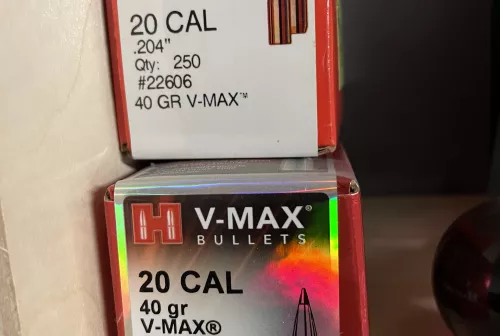 20 CAL
.204"
Qty: 250
#22606
40 GR V-MAX™
H V-MAX®
BULLETS
20 CAL
40 gr
V-MAX®